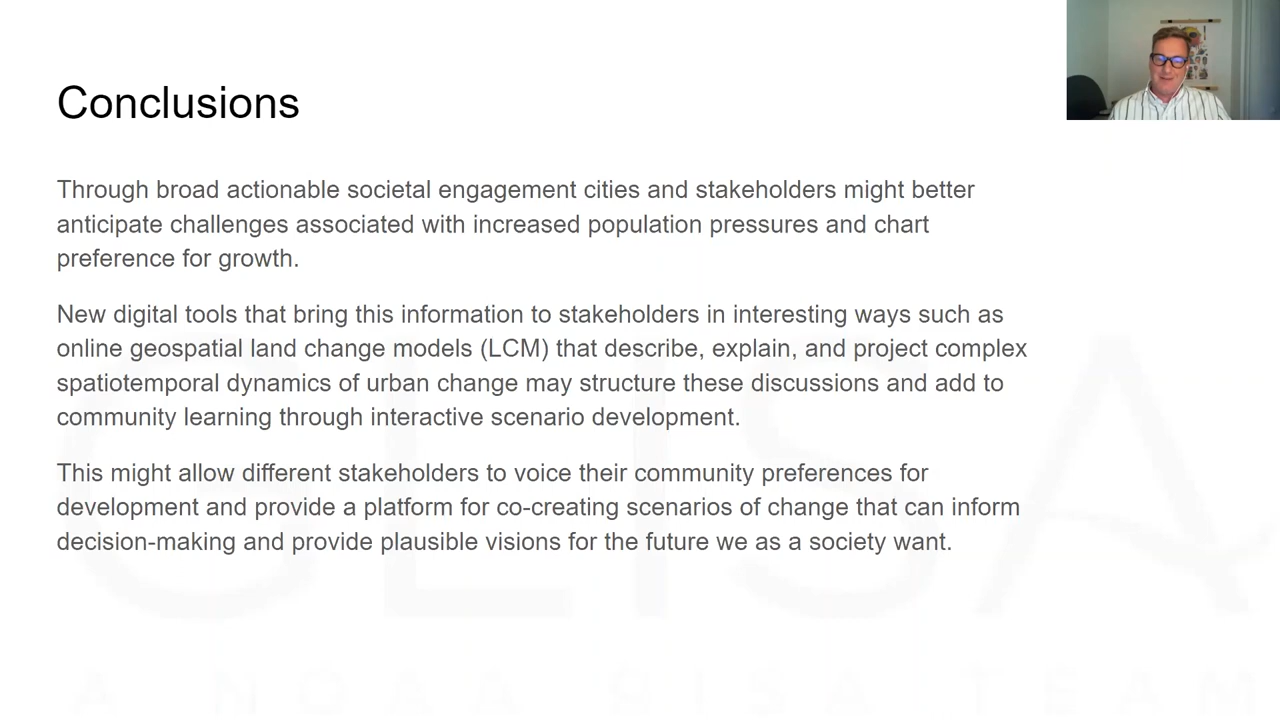 Conclusions
Through broad actionable societal engagement cities and stakeholders might better
anticipate challenges associated with increased population pressures and chart
preference for growth.
New digital tools that bring this information to stakeholders in interesting ways such as
online geospatial land change models (LCM) that describe, explain, and project complex
spatiotemporal dynamics of urban change may structure these discussions and add to
community learning through interactive scenario development.
This might allow different stakeholders to voice their community preferences for
development and provide a platform for co-creating scenarios of change that can inform
decision-making and provide plausible visions for the future we as a society want.
CLISA
A NOAA RISA TEAM